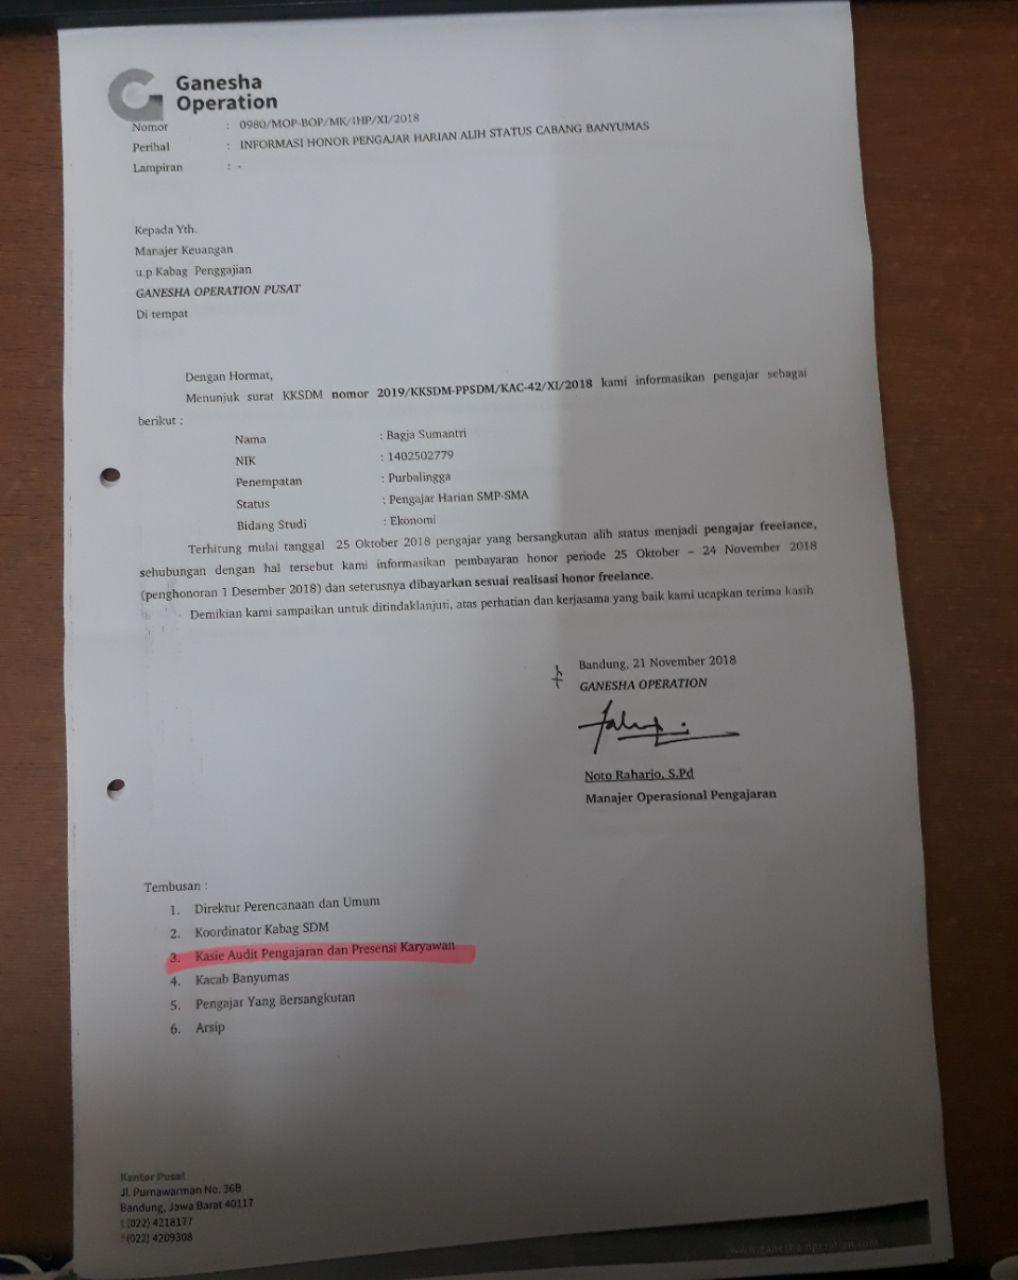 Ganesha
Operation
Nomor : 0980/MOP-BOP/MK/IHP/XI/2018
Perihal : INFORMASI HONOR PENGAJAR HARIAN ALIH STATUS CABANG BANYUMAS
Lampiran : -
Kepada Yth.
Manajer Keuangan
u.p Kabag Penggajian
GANESHA OPERATION PUSAT
Di tempat
Dengan Hormat,
Menunjuk surat KKSDM nomor 2019/KKSDM-PPSDM/KAC-42/XI/2018 kami informasikan pengajar sebagai
berikut :
Nama : Bagja Sumantri
NIK : 1402502779
Penempatan : Purbalingga
Status : Pengajar Harian SMP-SMA
Bidang Studi : Ekonomi
Terhitung mulai tanggal 25 Oktober 2018 pengajar yang bersangkutan alih status menjadi pengajar freelance,
sehubungan dengan hal tersebut kami informasikan pembayaran honor periode 25 Oktober – 24 November 2018
(penghonoran 1 Desember 2018) dan seterusnya dibayarkan sesuai realisasi honor freelance.
Demikian kami sampaikan untuk ditindaklanjuti, atas perhatian dan kerjasama yang baik kami ucapkan terima kasih
Bandung, 21 November 2018
GANESHA OPERATION
Noto Raharjo, S.Pd
Manajer Operasional Pengajaran
Tembusan :
1. Direktur Perencanaan dan Umum
2. Koordinator Kabag SDM
3. Kasie Audit Pengajaran dan Presensi Karyawan
4. Kacab Banyumas
5. Pengajar Yang Bersangkutan
6. Arsip
Kantor Pusat
Jl. Purnawarman No. 36B
Bandung, Jawa Barat 40117
t (022) 4218177
f (022) 4209308
www.ganesha-operation.com